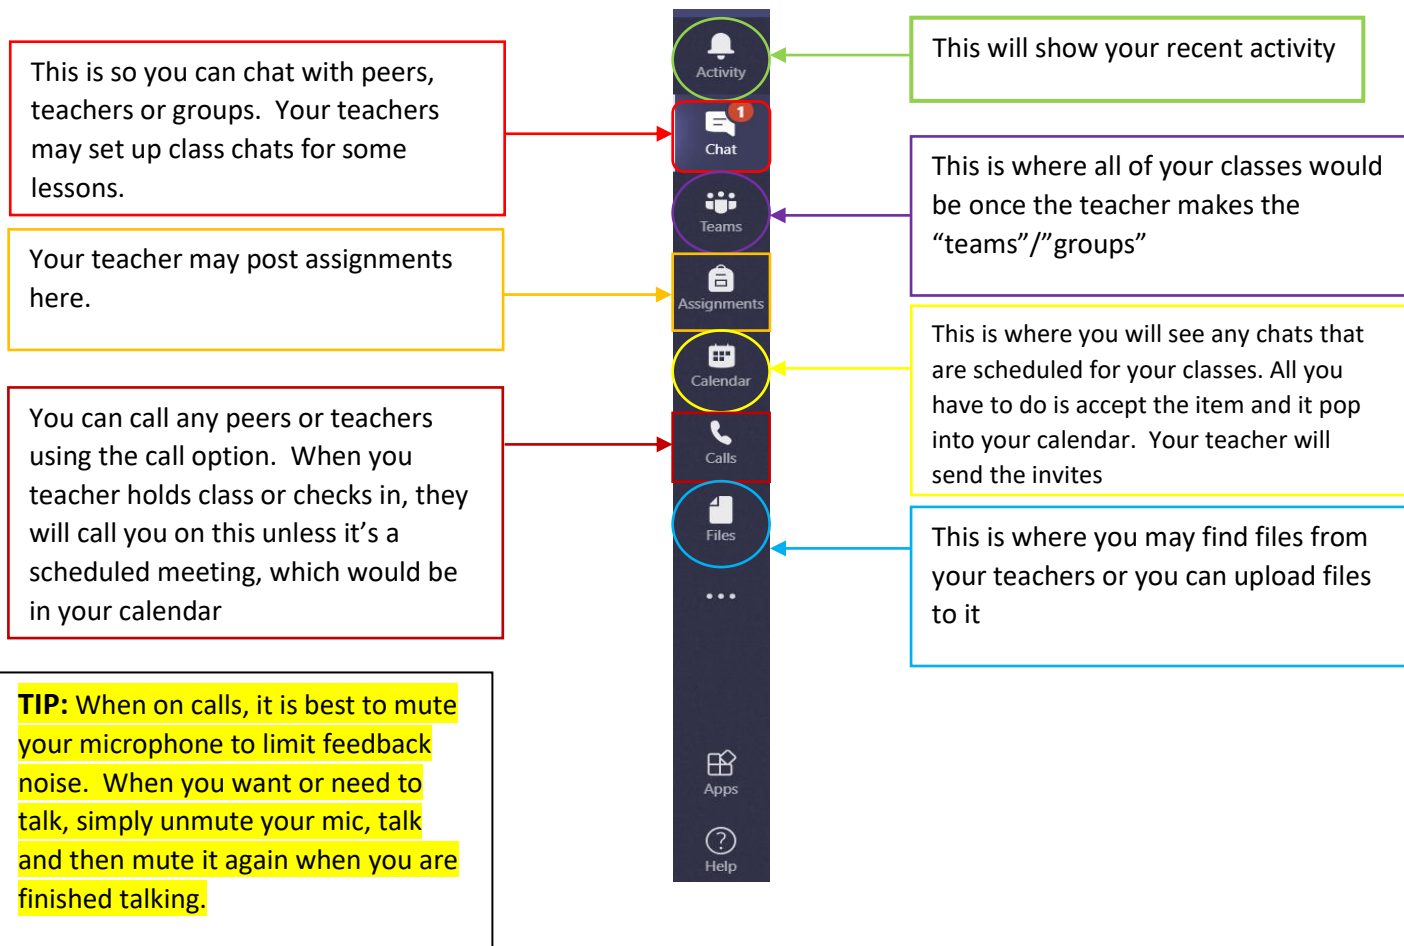 This is so you can chat with peers,
teachers or groups.  Your teachers
may set up class chats for some
lessons.
Your teacher may post assignments
here.
You can call any peers or teachers
using the call option.  When you
teacher holds class or checks in, they
will call you on this unless it's a
scheduled meeting, which would be
in your calendar
TIP: When on calls, it is best to mute
your microphone to limit feedback
noise.  When you want or need to
talk, simply unmute your mic, talk
and then mute it again when you are
finished talking.
Activity
1
Chat
Teams
Assignments
Calendar
Calls
Files
Apps
Help
This will show your recent activity
This is where all of your classes would
be once the teacher makes the
“teams”/”groups”
This is where you will see any chats that
are scheduled for your classes. All you
have to do is accept the item and it pop
into your calendar.  Your teacher will
send the invites
This is where you may find files from
your teachers or you can upload files
to it